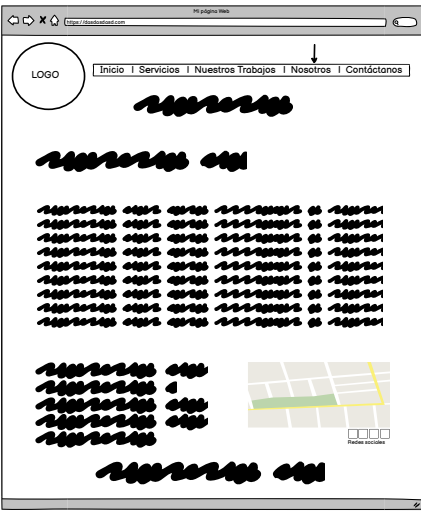 Mi página Web
https://dasdasdasd.com
LOGO
Inicio | Servicios | Nuestros Trabajos | Nosotros | Contáctanos
Redes sociales